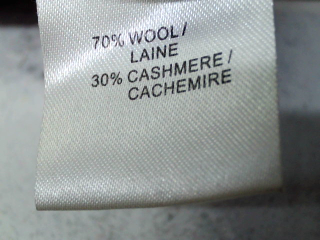 70% WOOL/
LAINE
30% CASHMERE/
CACHEMIRE